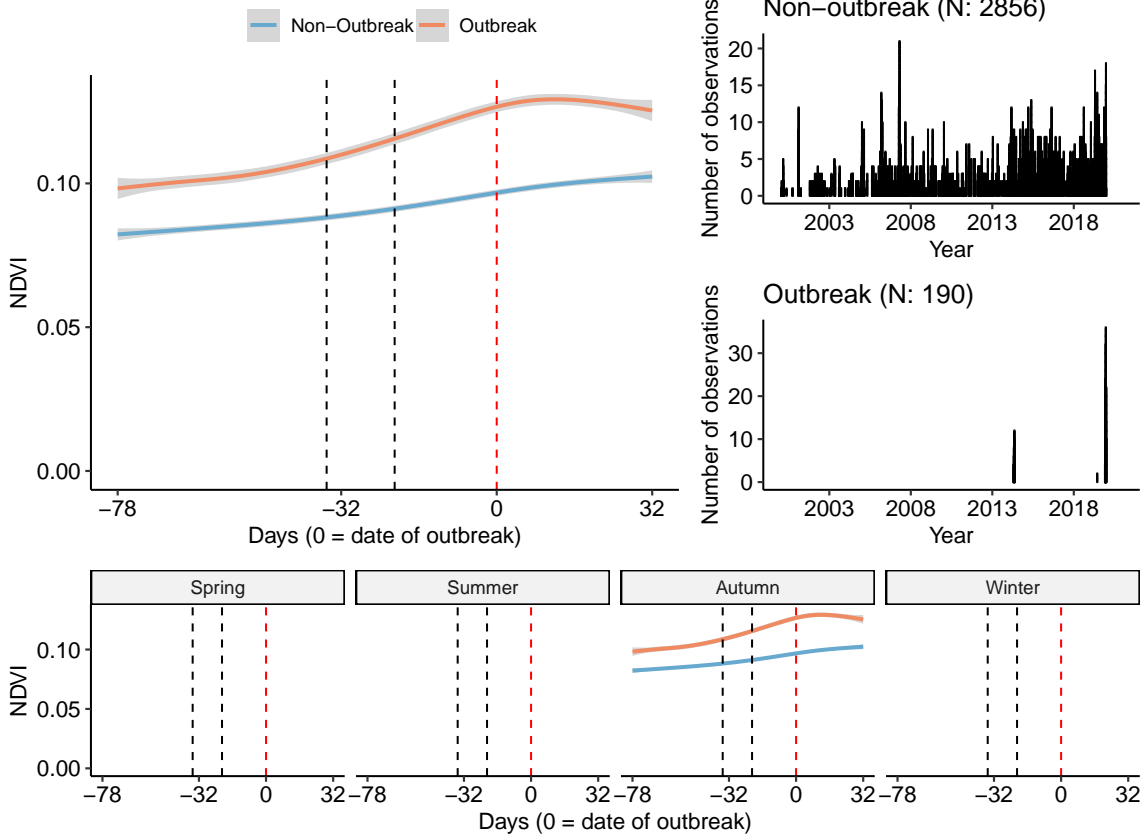 Non−Outbreak Outbreak
NDVI
0.10
0.05
0.00
−78 −32 0 32
Days (0 = date of outbreak)
Non−outbreak (N: 2856)
Number of observations
20
15
10
5
0
2003 2008 2013 2018
Year
Outbreak (N: 190)
Number of observations
30
20
10
0
2003 2008 2013 2018
Year
Spring Summer Autumn Winter
NDVI
0.10
0.05
0.00
−78 −32 0 32 −78 −32 0 32 −78 −32 0 32 −78 −32 0 32
Days (0 = date of outbreak)